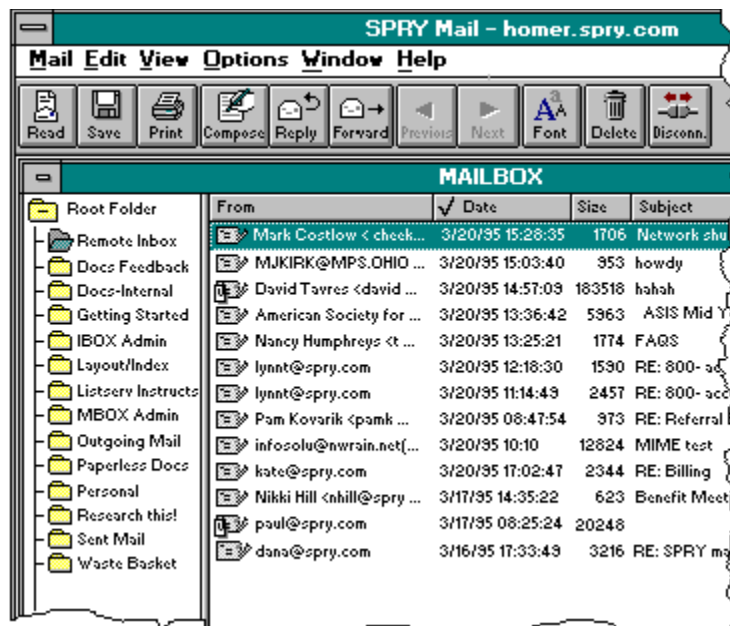 SPRY Mail - homer.spry.com
Mail Edit View Options Window Help
Read Save Print Compose Reply Forward Previous Next Font Delete Disconn.
MAILBOX
Root Folder
Remote Inbox
Docs Feedback
Docs-Internal
Getting Started
IBOX Admin
Layout/Index
Listserv Instructs
MBOX Admin
Outgoing Mail
Paperless Docs
Personal
Research this!
Sent Mail
Waste Basket
From √ Date Size Subject
Mark Costlow < cheek... 3/20/95 15:28:35 1706 Network shu
MJKIRK@MPS.OHIO ... 3/20/95 15:03:40 953 howdy
David Tavres <david ... 3/20/95 14:57:09 183518 hahah
American Society for ... 3/20/95 13:36:42 5963 ASIS Mid Y
Nancy Humphreys <t ... 3/20/95 13:25:21 1774 FAQS
lynnt@spry.com 3/20/95 12:18:30 1590 RE: 800- ac
lynnt@spry.com 3/20/95 11:14:49 2457 RE: 800- acc
Pam Kovarik <pamk ... 3/20/95 08:47:54 973 RE: Referral
infosolu@nwrain.net(... 3/20/95 10:10 12824 MIME test
kate@spry.com 3/20/95 17:02:47 2344 RE: Billing
Nikki Hill <nhill@spry ... 3/17/95 14:35:22 623 Benefit Meet
paul@spry.com 3/17/95 08:25:24 20248
dana@spry.com 3/16/95 17:33:49 3216 RE: SPRY ma